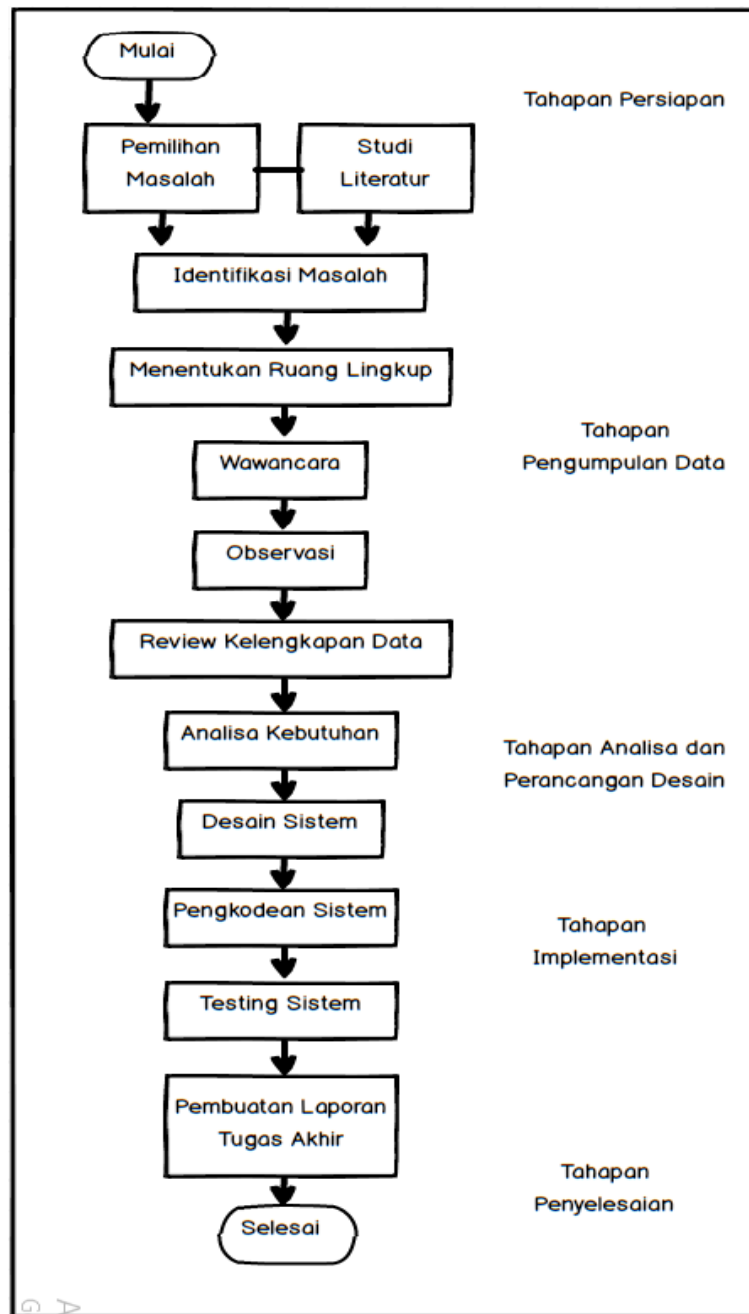 Mulai
Tahapan Persiapan
Pemilihan
Masalah
Studi
Literatur
Identifikasi Masalah
Menentukan Ruang Lingkup
Tahapan
Pengumpulan Data
Wawancara
Observasi
Review Kelengkapan Data
Analisa Kebutuhan
Tahapan Analisa dan
Perancangan Desain
Desain Sistem
Pengkodean Sistem
Tahapan
Implementasi
Testing Sistem
Pembuatan Laporan
Tugas Akhir
Tahapan
Penyelesaian
Selesai
A
G